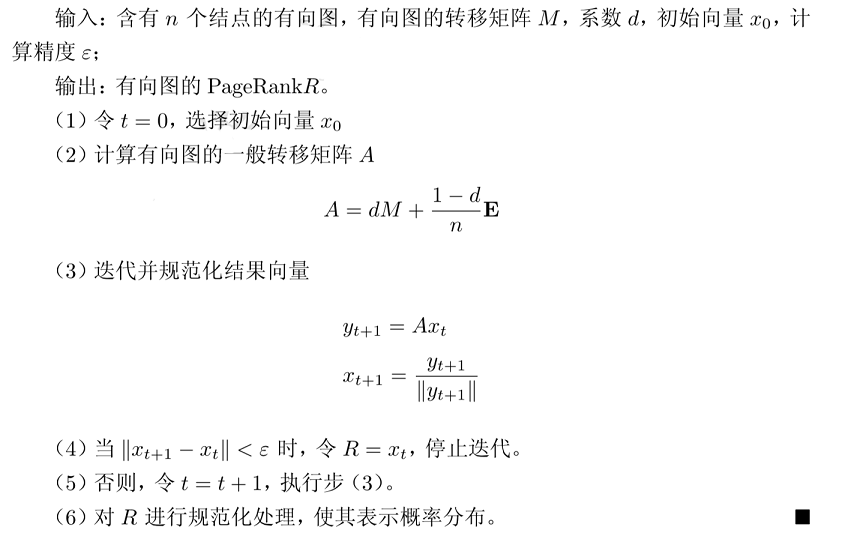 输入：含有 n 个结点的有向图，有向图的转移矩阵 M，系数 d，初始向量 x₀，计
算精度 ε；
输出：有向图的 PageRankR。
（1）令 t = 0，选择初始向量 x₀
（2）计算有向图的一般转移矩阵 A
A = dM + \frac{1 − d}{n}E
（3）迭代并规范化结果向量
y_{t+1} = Ax_t
x_{t+1} = \frac{y_{t+1}}{‖y_{t+1}‖}
（4）当 ‖x_{t+1} − x_t‖ < ε 时，令 R = x_t，停止迭代。
（5）否则，令 t = t + 1，执行步（3）。
（6）对 R 进行规范化处理，使其表示概率分布。 ■